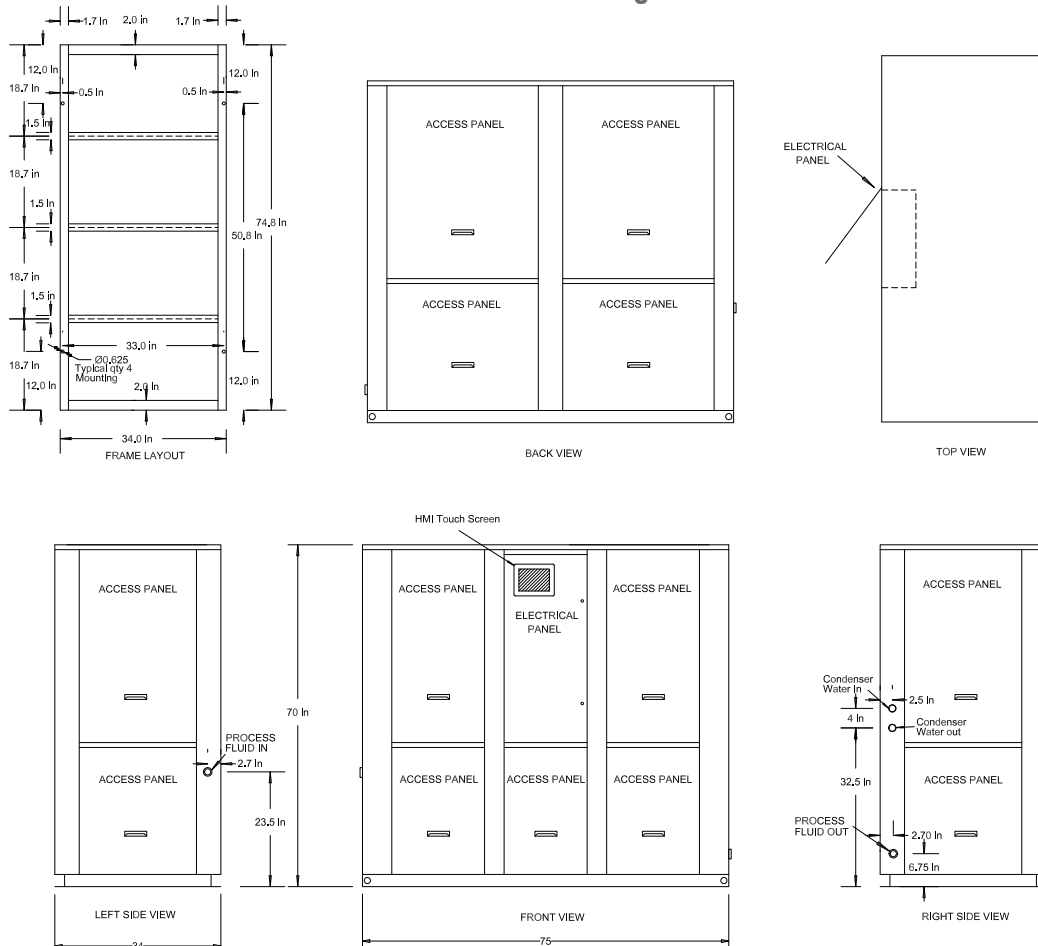 1.7 in
2.0 in
1.7 in
12.0 in
12.0 in
18.7 in
0.5 in
0.5 in
1.5 in
18.7 in
1.5 in
74.8 in
50.8 in
18.7 in
1.5 in
33.0 in
Ø0.625
Typical qty 4
Mounting
18.7 in
12.0 in
2.0 in
12.0 in
34.0 in
FRAME LAYOUT
ACCESS PANEL
ACCESS PANEL
ACCESS PANEL
ACCESS PANEL
BACK VIEW
ELECTRICAL
PANEL
TOP VIEW
ACCESS PANEL
PROCESS
FLUID IN
2.7 in
ACCESS PANEL
23.5 in
LEFT SIDE VIEW
34
HMI Touch Screen
ACCESS PANEL
ELECTRICAL
PANEL
ACCESS PANEL
70 in
ACCESS PANEL
ACCESS PANEL
ACCESS PANEL
FRONT VIEW
75
ACCESS PANEL
Condenser
Water In
2.5 in
4 in
Condenser
Water out
32.5 in
ACCESS PANEL
PROCESS
FLUID OUT
2.70 in
6.75 in
RIGHT SIDE VIEW